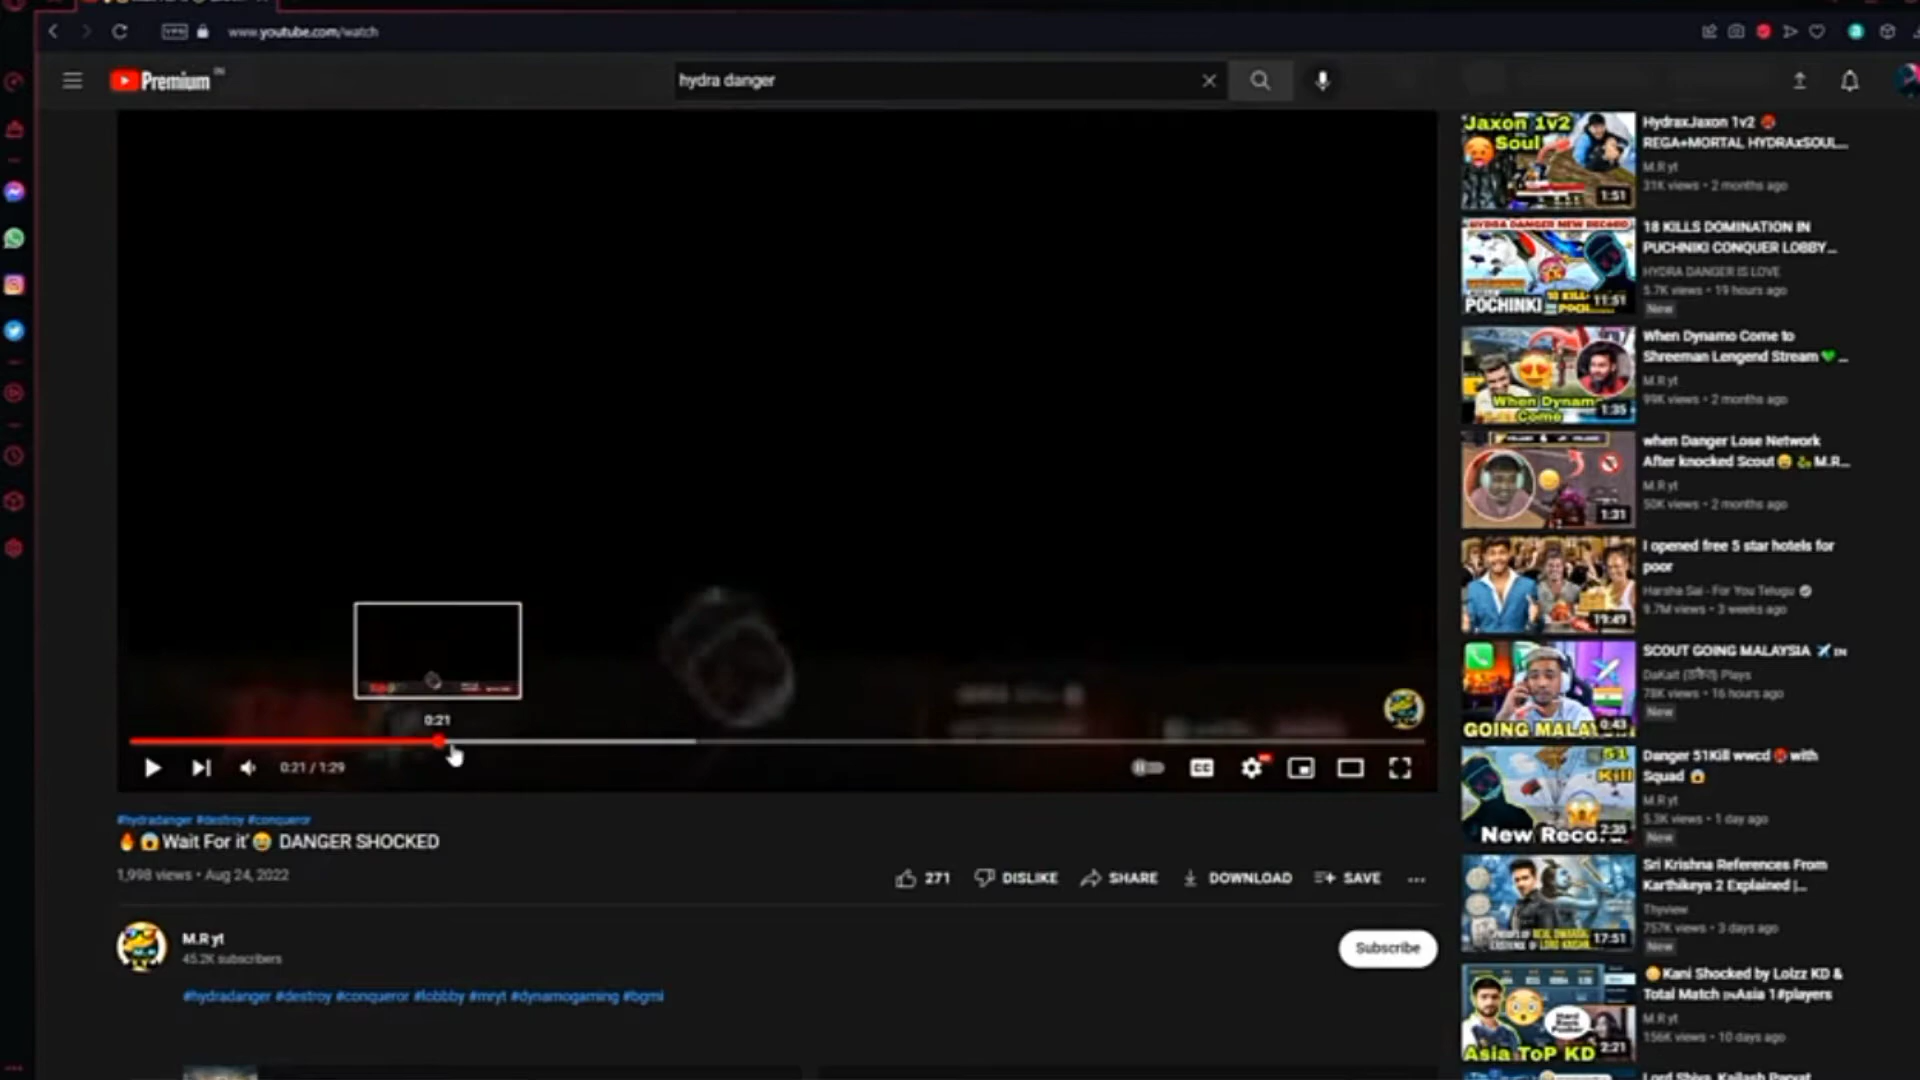 www.youtube.com/watch
VPN
Premium IN
hydra danger
0:21
0:21 / 1:29
#hydradanger #destroy #conqueror
🔥😱Wait For it'😂 DANGER SHOCKED
1,998 views • Aug 24, 2022
271
DISLIKE
SHARE
DOWNLOAD
SAVE
M.R yt
45.2K subscribers
Subscribe
#hydradanger #destroy #conqueror #lobbby #mryt #dynamogaming #bgmi
Jaxon 1v2
Soul
1:51
HydraxJaxon 1v2
REGA+MORTAL HYDRAxSOUL...
M.R yt
31K views • 2 months ago
HYDRA DANGER NEW RECORD
POCHINKI
11:51
18 KILLS DOMINATION IN
PUCHNIKI CONQUER LOBBY...
HYDRA DANGER IS LOVE
5.7K views • 19 hours ago
New
When Dynam
Come
1:35
When Dynamo Come to
Shreeman Lengend Stream 💚 ...
M.R yt
99K views • 2 months ago
1:31
when Danger Lose Network
After knocked Scout😂 🐍 M.R...
M.R yt
50K views • 2 months ago
19:49
I opened free 5 star hotels for
poor
Harsha Sai - For You Telugu
9.7M views • 3 weeks ago
GOING MALAY
0:43
SCOUT GOING MALAYSIA ✈️ IN
DaKait (डकैत) Plays
78K views • 16 hours ago
New
51
Kill
New Recor
2:35
Danger 51Kill wwcd with
Squad 😱
M.R yt
5.3K views • 1 day ago
New
17:51
Sri Krishna References From
Karthikeya 2 Explained |...
Thyview
757K views • 3 days ago
New
Asia ToP KD
2:21
😳Kani Shocked by Lolzz KD &
Total Match IN Asia 1#players
M.R yt
156K views • 10 days ago